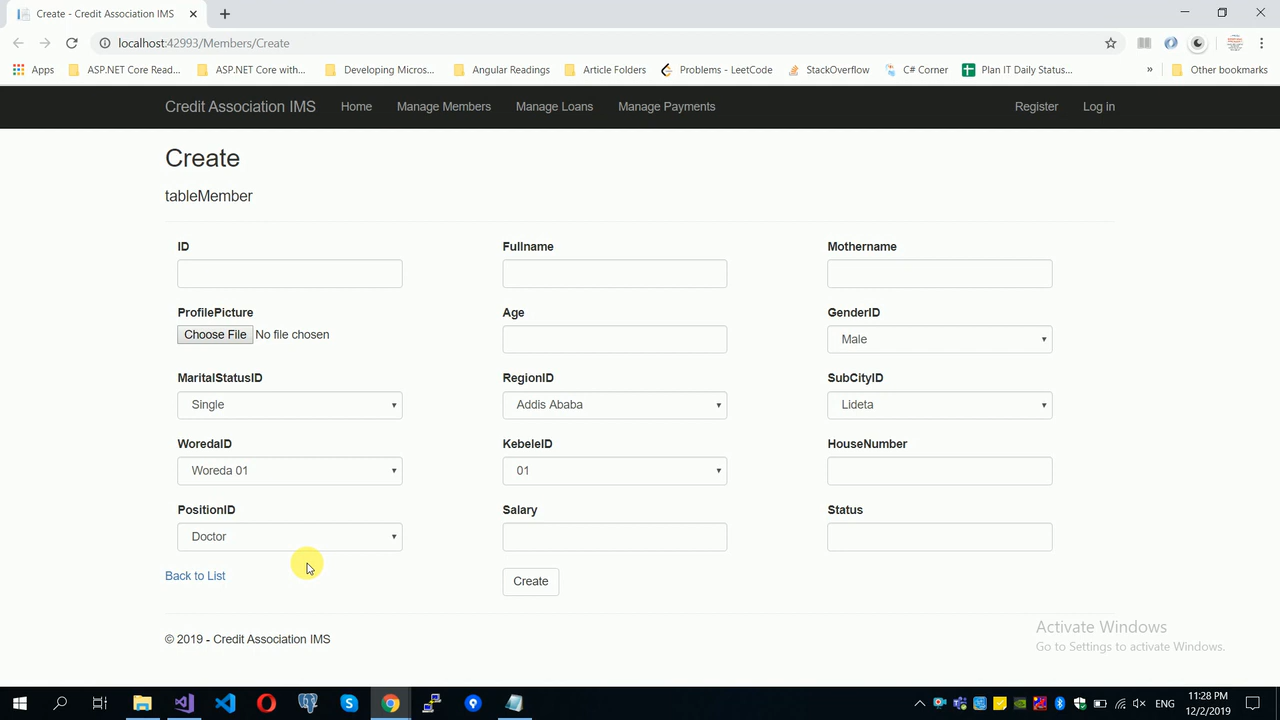 Create - Credit Association IMS
localhost:42993/Members/Create
Apps ASP.NET Core Read... ASP.NET Core with... Developing Micros... Angular Readings Article Folders Problems - LeetCode StackOverflow C# Corner Plan IT Daily Status... » Other bookmarks
Credit Association IMS Home Manage Members Manage Loans Manage Payments Register Log in
Create
tableMember
ID Fullname Mothername
ProfilePicture Age GenderID
Choose File No file chosen Male
MaritalStatusID RegionID SubCityID
Single Addis Ababa Lideta
WoredaID KebeleID HouseNumber
Woreda 01 01
PositionID Salary Status
Doctor
Back to List Create
© 2019 - Credit Association IMS
Activate Windows
Go to Settings to activate Windows.
11:28 PM
ENG
12/2/2019